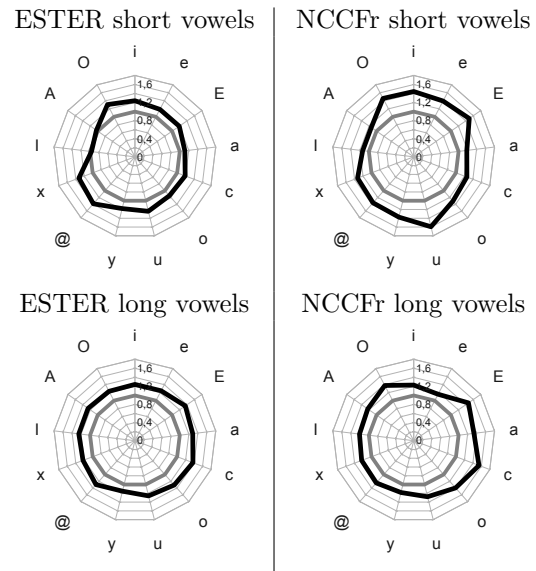 ESTER short vowels
i
e
E
a
c
o
u
y
@
x
I
A
O
1,6
1,2
0,8
0,4
0
NCCFr short vowels
i
e
E
a
c
o
u
y
@
x
I
A
O
1,6
1,2
0,8
0,4
0
ESTER long vowels
i
e
E
a
c
o
u
y
@
x
I
A
O
1,6
1,2
0,8
0,4
0
NCCFr long vowels
i
e
E
a
c
o
u
y
@
x
I
A
O
1,6
1,2
0,8
0,4
0